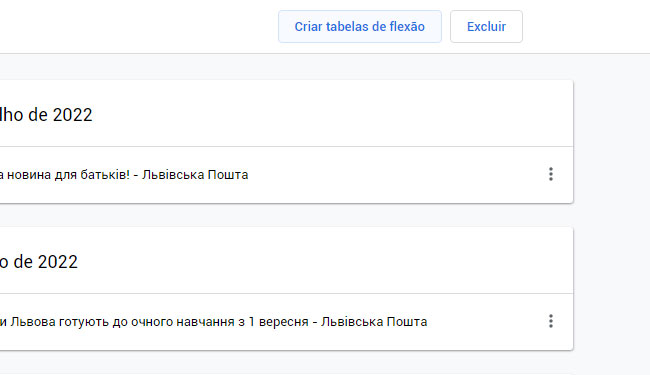 Criar tabelas de flexão Excluir
lho de 2022
а новина для батьків! - Львівська Пошта
o de 2022
и Львова готують до очного навчання з 1 вересня - Львівська Пошта